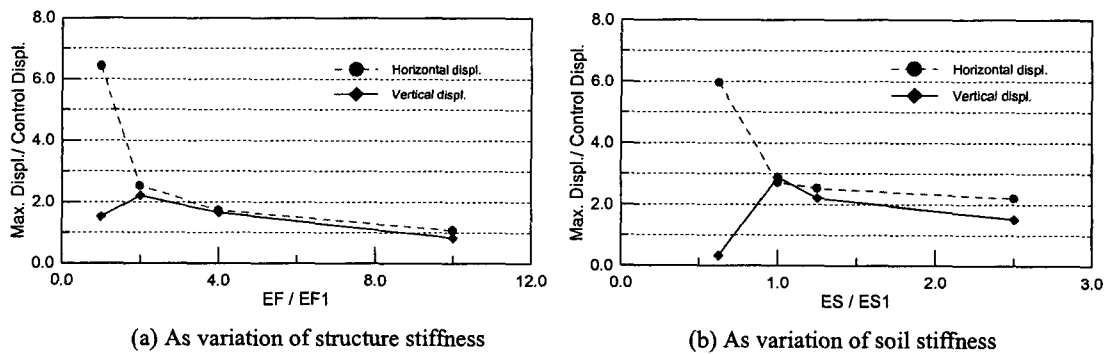 8.0
6.0
4.0
2.0
0.0
Max. Displ./ Control Displ.
Horizontal displ.
Vertical displ.
0.0 4.0 8.0 12.0
EF / EF1
(a) As variation of structure stiffness
8.0
6.0
4.0
2.0
0.0
Max. Displ./ Control Displ.
Horizontal displ.
Vertical displ.
0.0 1.0 2.0 3.0
ES / ES1
(b) As variation of soil stiffness